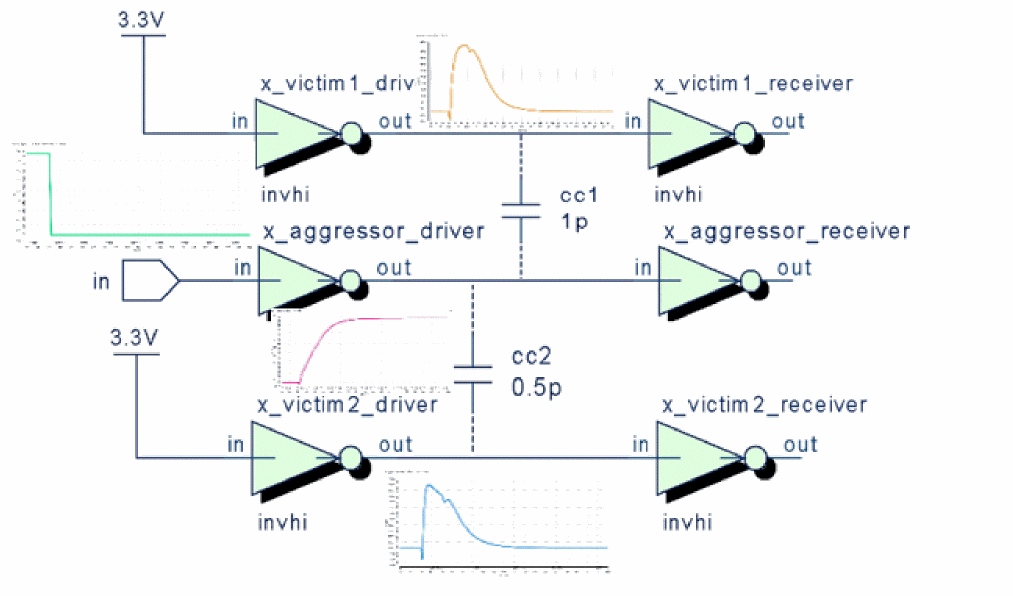 3.3V
x_victim1_driv
x_victim1_receiver
in
out
in
out
invhi
invhi
cc1
1p
x_aggressor_driver
x_aggressor_receiver
in
in
out
in
out
3.3V
cc2
0.5p
x_victim2_driver
x_victim2_receiver
in
out
in
out
invhi
invhi